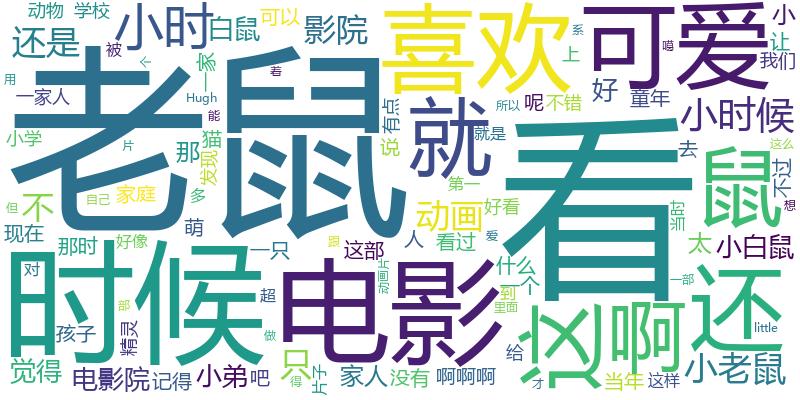 动物 学校
小时
白鼠
可以
影院
喜欢
可爱
小
让
我们
还是
被
个
一家
系
上
嗯
用
一家人
Hugh
着
能
老鼠
有点
就
呢
不错
好
童年
小时候
所以
小学
片
那
发现
猫
说
就是
看
去
不过
这么
自己
但
不
家庭
多
第一
鼠
想
现在
萌
动画
好看
当时
那时
好像
一只
这部
人
看过
爱
太
小白鼠
对
时候
电影
动画片
什么
一个
到
里面
这
啊
还
一部
超
部
孩子
精灵
做
little
觉得
只
给
小老鼠
电影院
记得
小弟
吧
得
片子
家人
没有
啊啊啊
才
当年
这样